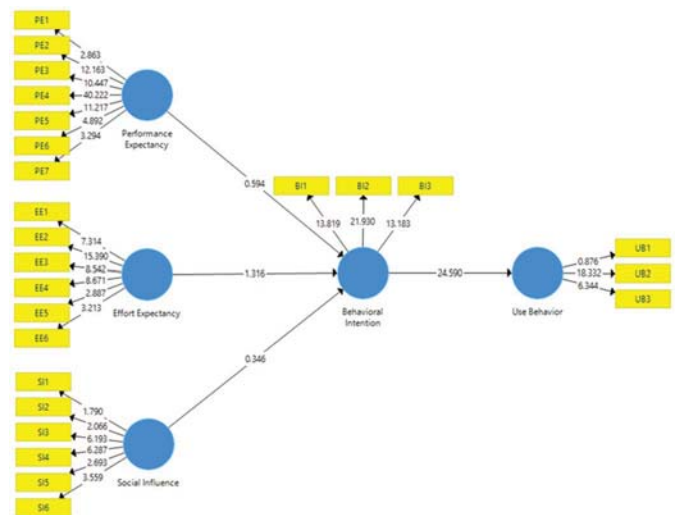 PE1
PE2
PE3
PE4
PE5
PE6
PE7
2.863
12.163
10.447
40.222
11.217
4.892
3.294
Performance
Expectancy
0.594
BI1
BI2
BI3
13.819
21.930
13.183
EE1
EE2
EE3
EE4
EE5
EE6
7.314
15.390
8.542
8.671
2.887
3.213
Effort Expectancy
1.316
Behavioral
Intention
24.590
Use Behavior
0.876
18.332
6.344
UB1
UB2
UB3
0.346
SI1
SI2
SI3
SI4
SI5
SI6
1.790
2.066
6.193
6.287
2.693
3.559
Social Influence